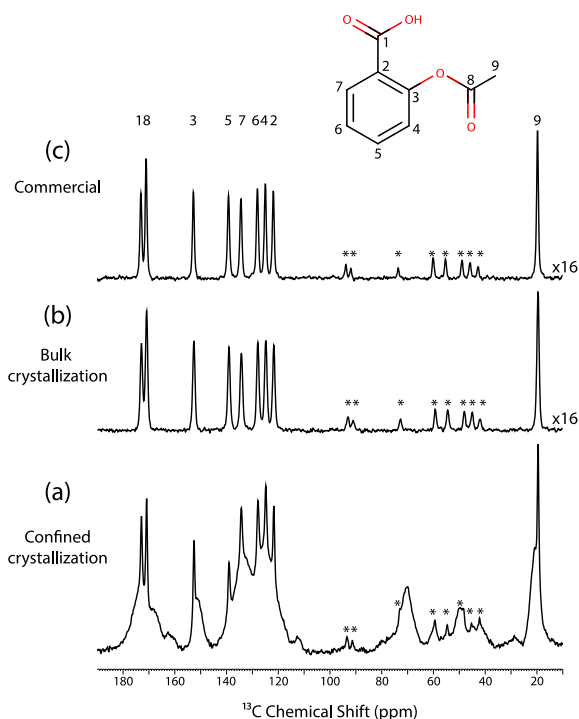 O
OH
1
2
O
9
7
3
8
6
4
O
5
18 3 5 7 64 2 9
(c)
Commercial
** * * * * * *
x16
(b)
Bulk
crystallization
** * * * * * *
x16
(a)
Confined
crystallization
** * * * * * *
180 160 140 120 100 80 60 40 20
¹³C Chemical Shift (ppm)